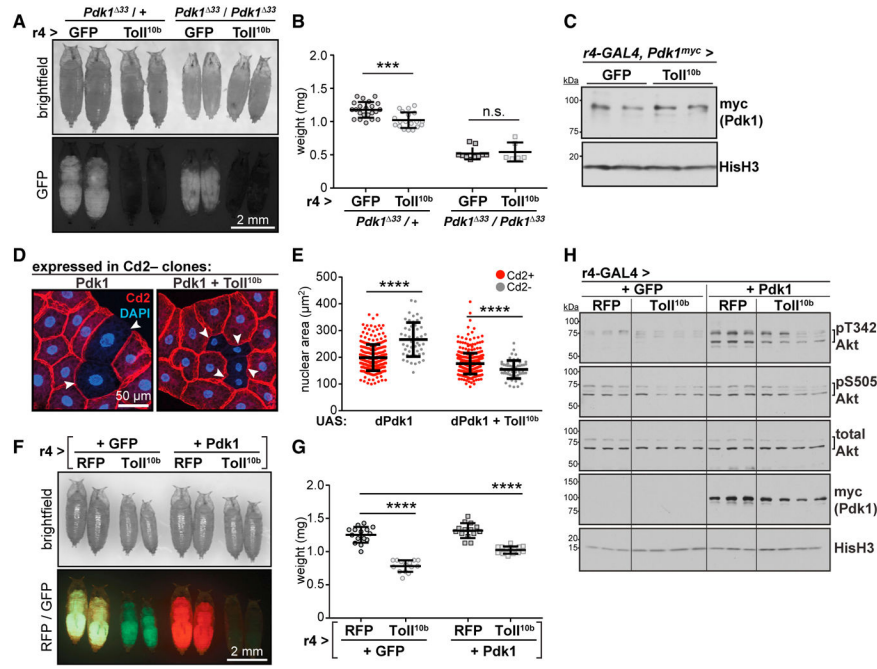 A
Pdk1Δ33 / +
Pdk1Δ33 / Pdk1Δ33
r4 >
GFP
Toll10b
GFP
Toll10b
brightfield
GFP
2 mm
B
weight (mg)
2.0
1.5
1.0
0.5
0
***
n.s.
r4 >
GFP
Toll10b
GFP
Toll10b
Pdk1Δ33 / +
Pdk1Δ33 / Pdk1Δ33
C
r4-GAL4, Pdk1myc >
GFP
Toll10b
kDa
100
75
20
myc
(Pdk1)
HisH3
D
expressed in Cd2– clones:
Pdk1
Pdk1 + Toll10b
Cd2
DAPI
50 µm
E
Cd2+
Cd2-
nuclear area (µm2)
500
400
300
200
100
0
****
****
UAS:
dPdk1
dPdk1 + Toll10b
F
r4 >
+ GFP
+ Pdk1
RFP
Toll10b
RFP
Toll10b
brightfield
RFP / GFP
2 mm
G
weight (mg)
2.0
1.5
1.0
0.5
0
****
****
r4 >
RFP
Toll10b
RFP
Toll10b
+ GFP
+ Pdk1
H
r4-GAL4 >
+ GFP
+ Pdk1
RFP
Toll10b
RFP
Toll10b
kDa
100
75
50
pT342
Akt
100
75
50
pS505
Akt
100
75
50
total
Akt
150
100
75
myc
(Pdk1)
20
15
HisH3